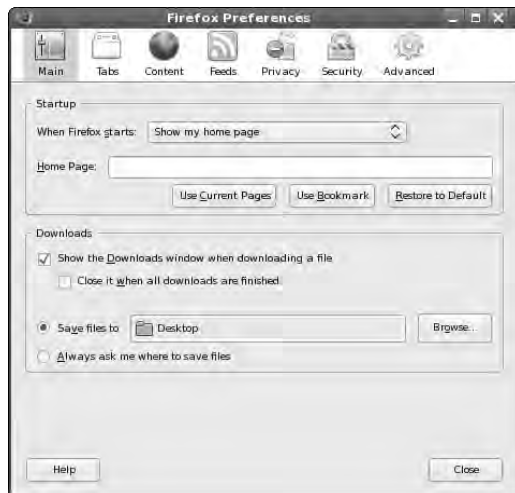 Firefox Preferences
Main Tabs Content Feeds Privacy Security Advanced
Startup
When Firefox starts: Show my home page
Home Page:
Use Current Pages Use Bookmark Restore to Default
Downloads
Show the Downloads window when downloading a file
Close it when all downloads are finished
Save files to Desktop Browse...
Always ask me where to save files
Help Close